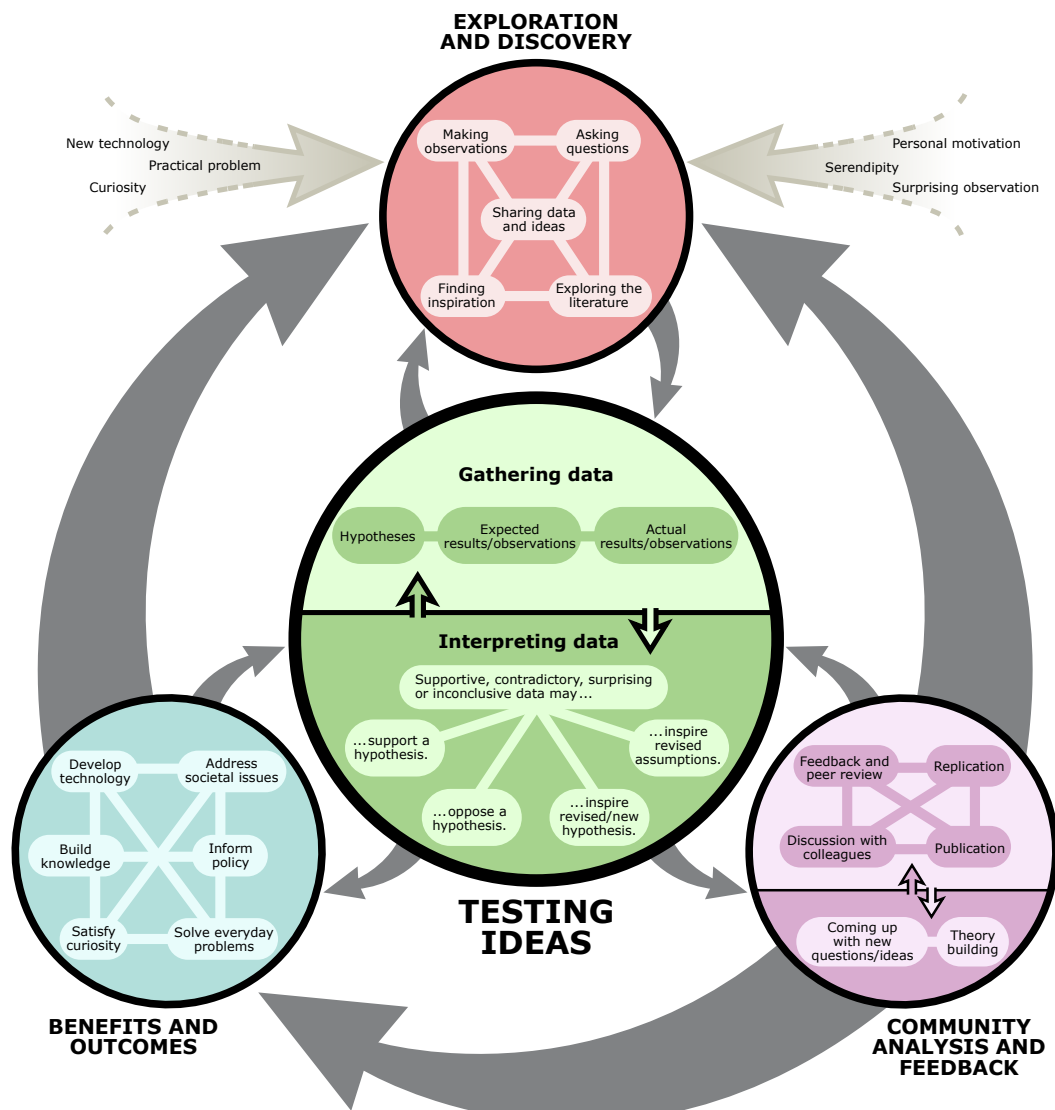 EXPLORATION
AND DISCOVERY
New technology
Practical problem
Curiosity
Personal motivation
Serendipity
Surprising observation
Making
observations
Asking
questions
Sharing data
and ideas
Finding
inspiration
Exploring the
literature
Gathering data
Hypotheses
Expected
results/observations
Actual
results/observations
Interpreting data
Supportive, contradictory, surprising
or inconclusive data may...
...support a
hypothesis.
...oppose a
hypothesis.
...inspire
revised/new
hypothesis.
...inspire
revised
assumptions.
TESTING
IDEAS
Develop
technology
Address
societal issues
Build
knowledge
Inform
policy
Satisfy
curiosity
Solve everyday
problems
BENEFITS AND
OUTCOMES
Feedback and
peer review
Replication
Discussion with
colleagues
Publication
Coming up
with new
questions/ideas
Theory
building
COMMUNITY
ANALYSIS AND
FEEDBACK